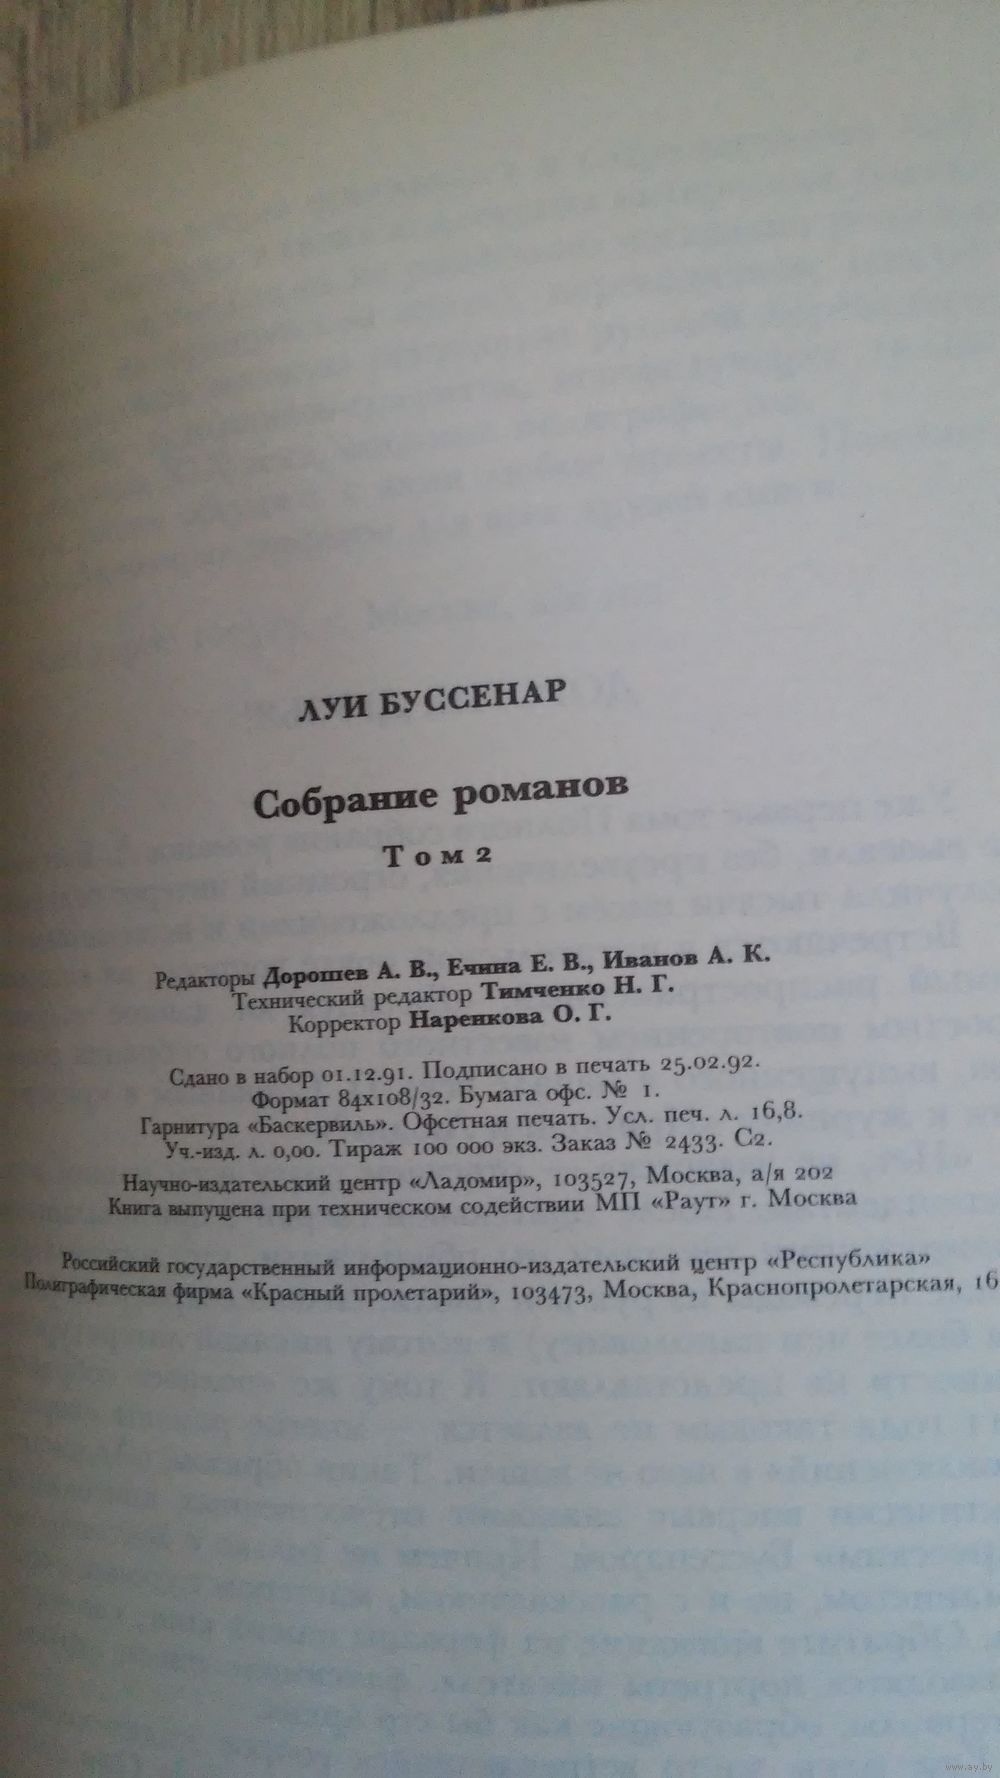 ЛУИ БУССЕНАР
Собрание романов
Том 2
Редакторы Дорошев А. В., Ечина Е. В., Иванов А. К.
Технический редактор Тимченко Н. Г.
Корректор Наренкова О. Г.
Сдано в набор 01.12.91. Подписано в печать 25.02.92.
Формат 84х108/32. Бумага офс. № 1.
Гарнитура «Баскервиль». Офсетная печать. Усл. печ. л. 16,8.
Уч.-изд. л. 0,00. Тираж 100 000 экз. Заказ № 2433. С2.
Научно-издательский центр «Ладомир», 103527, Москва, а/я 202
Книга выпущена при техническом содействии МП «Раут» г. Москва
Российский государственный информационно-издательский центр «Республика»
Полиграфическая фирма «Красный пролетарий», 103473, Москва, Краснопролетарская, 16
www.ay.by